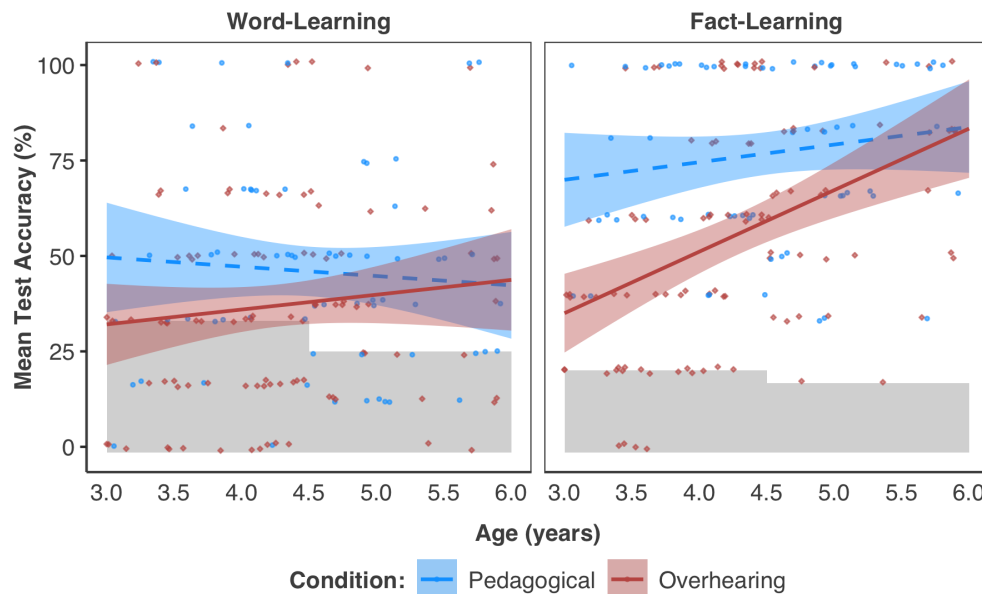 Word-Learning
Fact-Learning
Mean Test Accuracy (%)
100
75
50
25
0
3.0 3.5 4.0 4.5 5.0 5.5 6.0
3.0 3.5 4.0 4.5 5.0 5.5 6.0
Age (years)
Condition: Pedagogical Overhearing